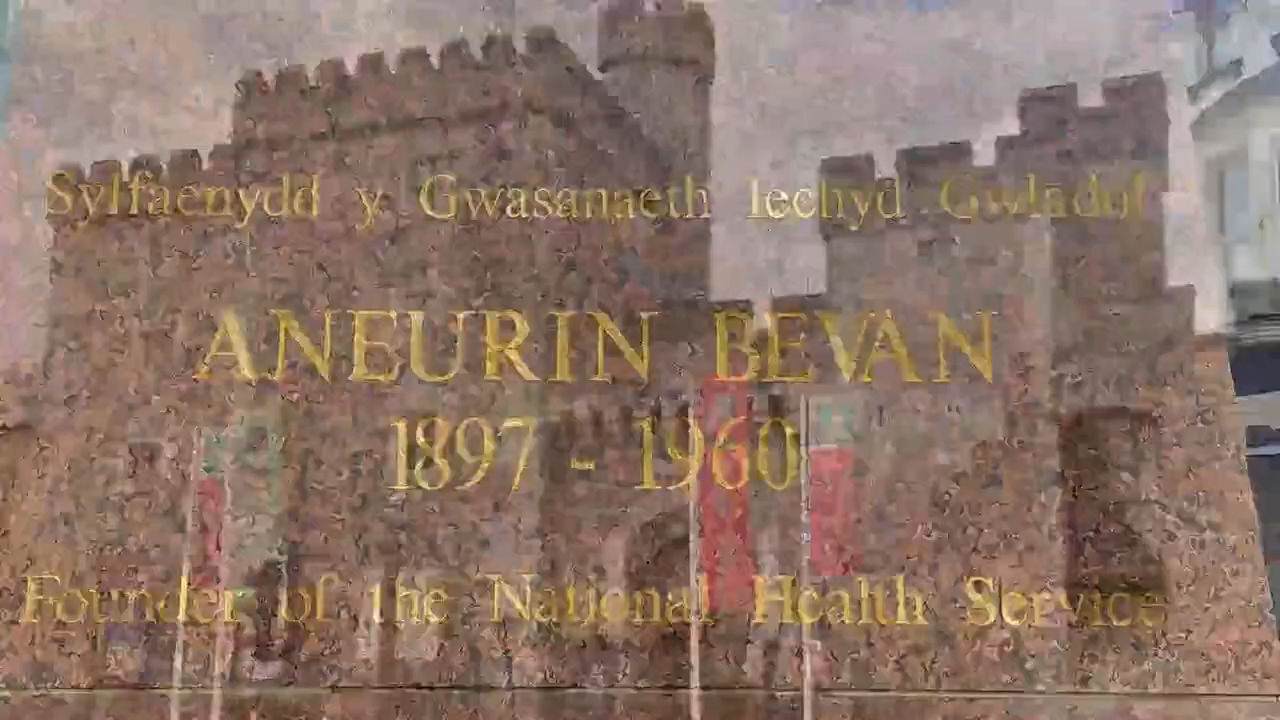 Sylfaenydd y Gwasanaeth Iechyd Gwladol
ANEURIN BEVAN
1897 - 1960
Founder of the National Health Service